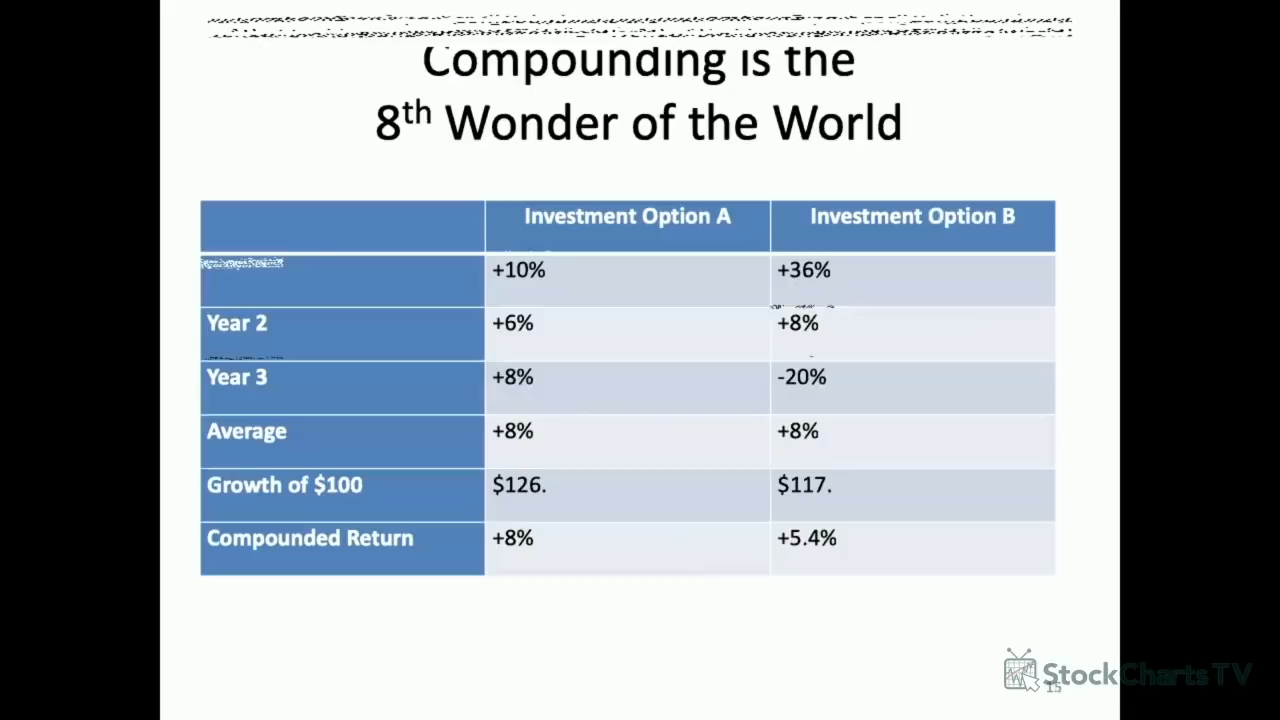 Compounding is the
8th Wonder of the World
Investment Option A Investment Option B
+10% +36%
Year 2 +6% +8%
Year 3 +8% -20%
Average +8% +8%
Growth of $100 $126. $117.
Compounded Return +8% +5.4%
StockChartsTV
15